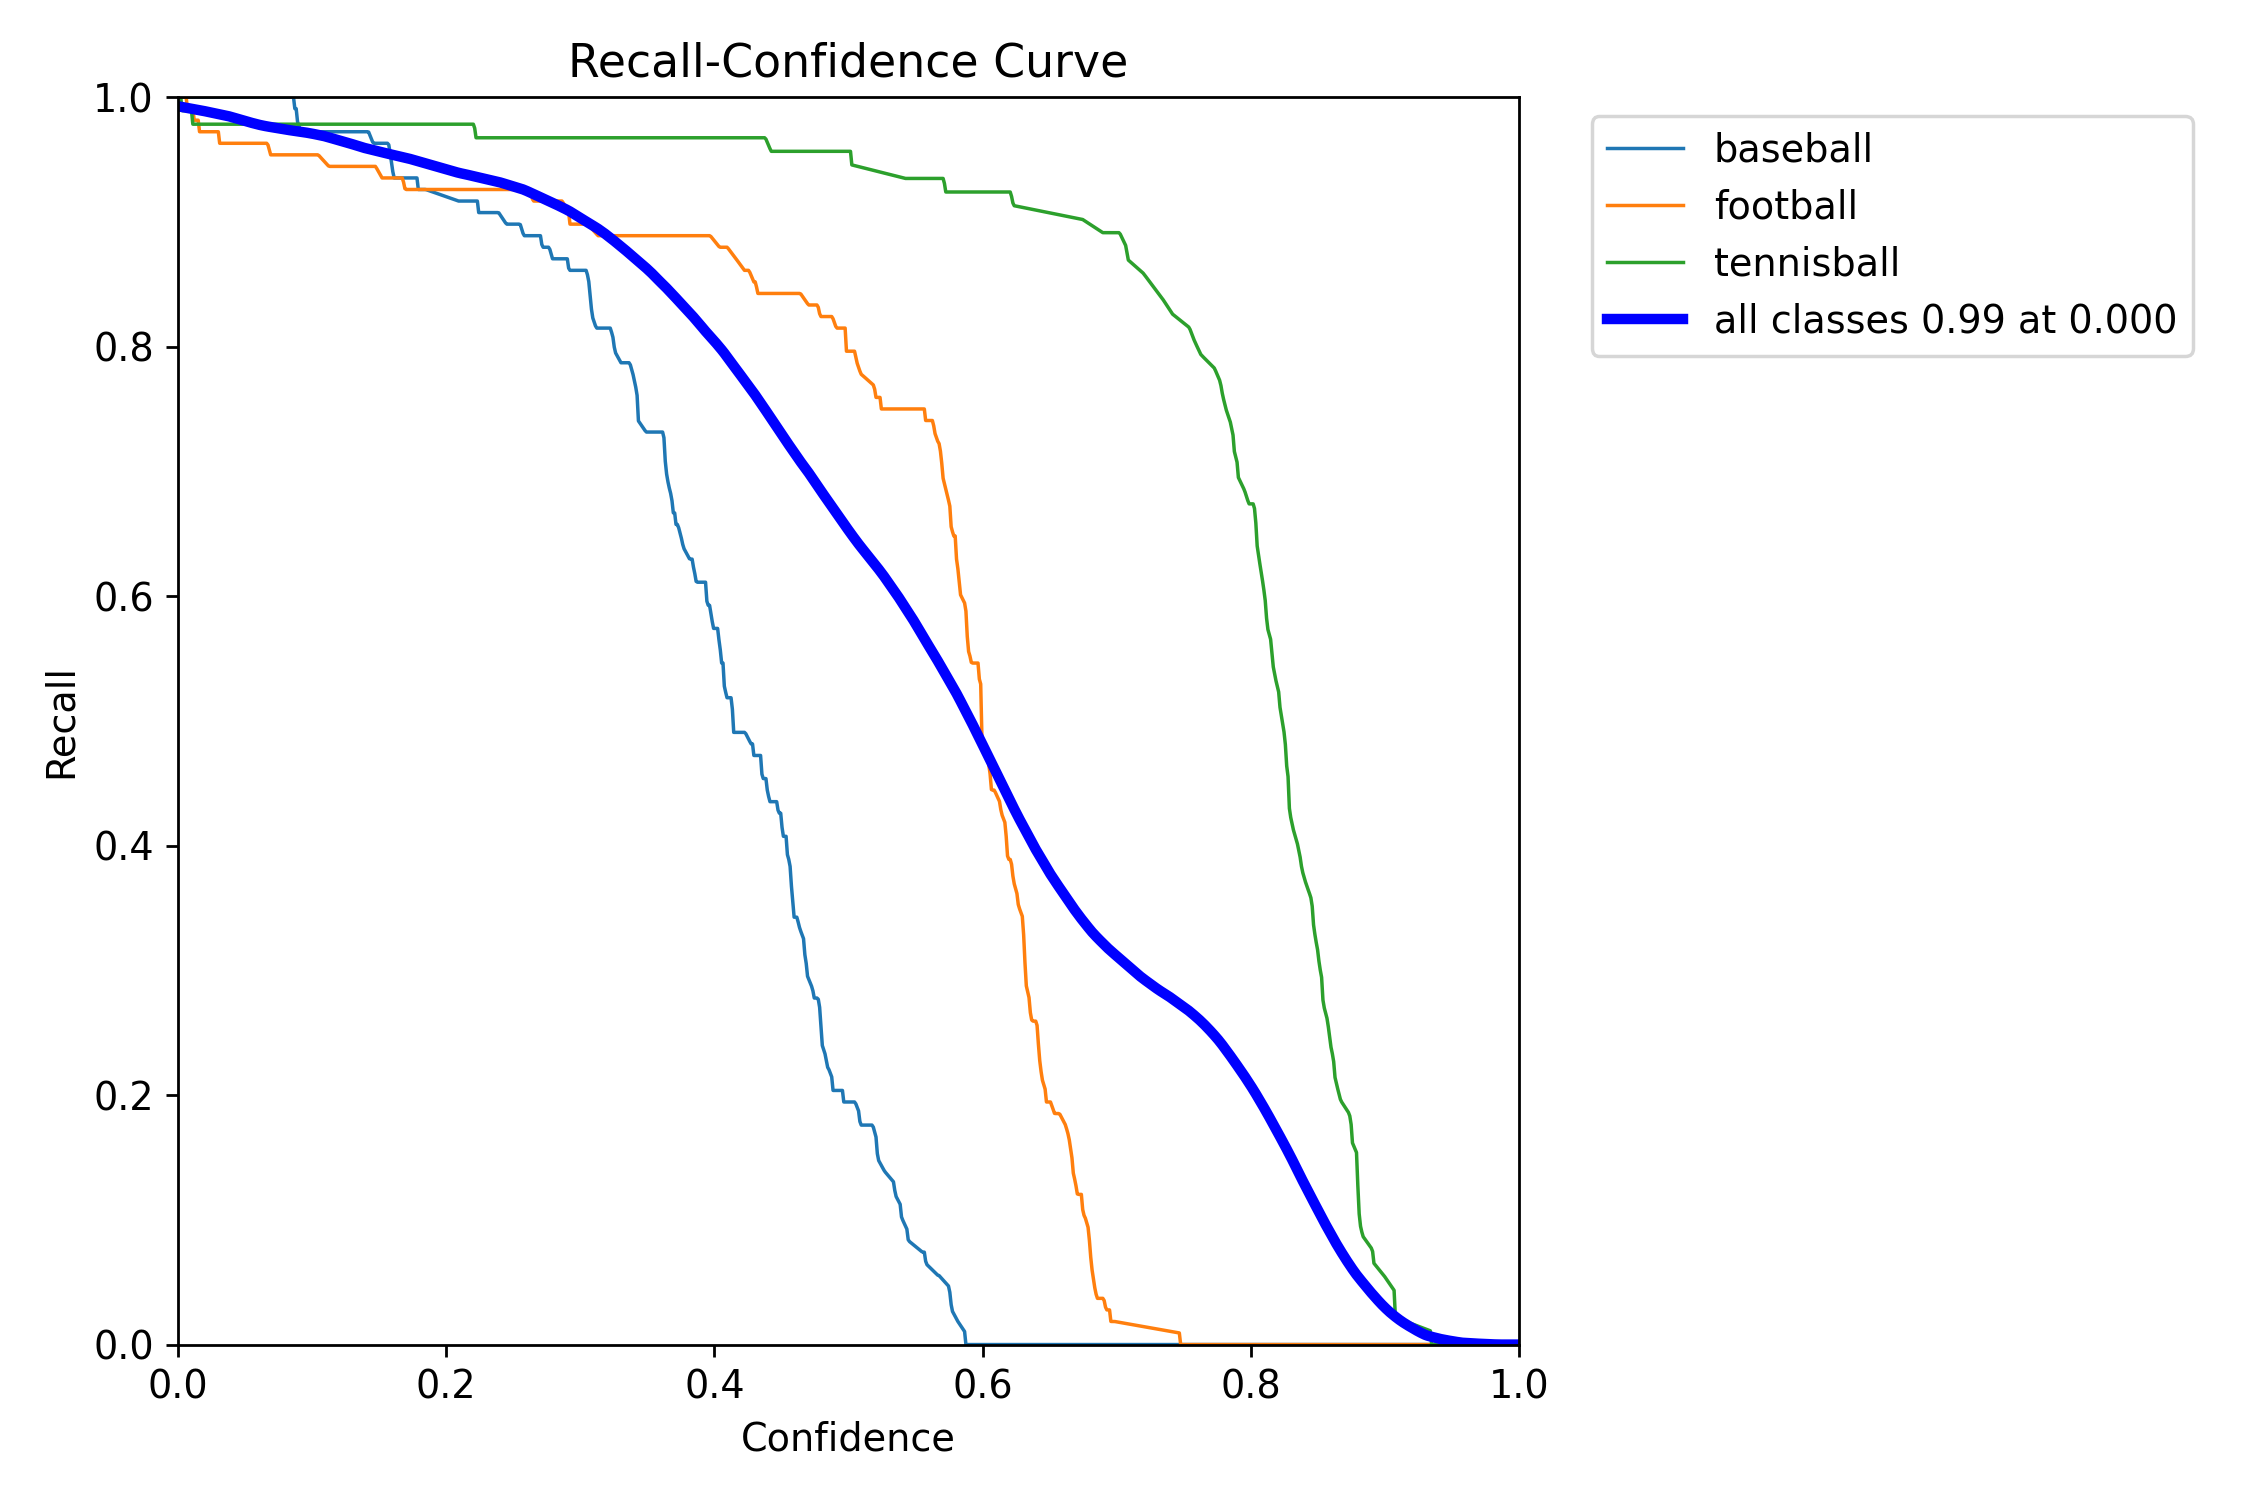 Recall-Confidence Curve
1.0
0.8
0.6
0.4
0.2
0.0
Recall
0.0 0.2 0.4 0.6 0.8 1.0
Confidence
baseball
football
tennisball
all classes 0.99 at 0.000